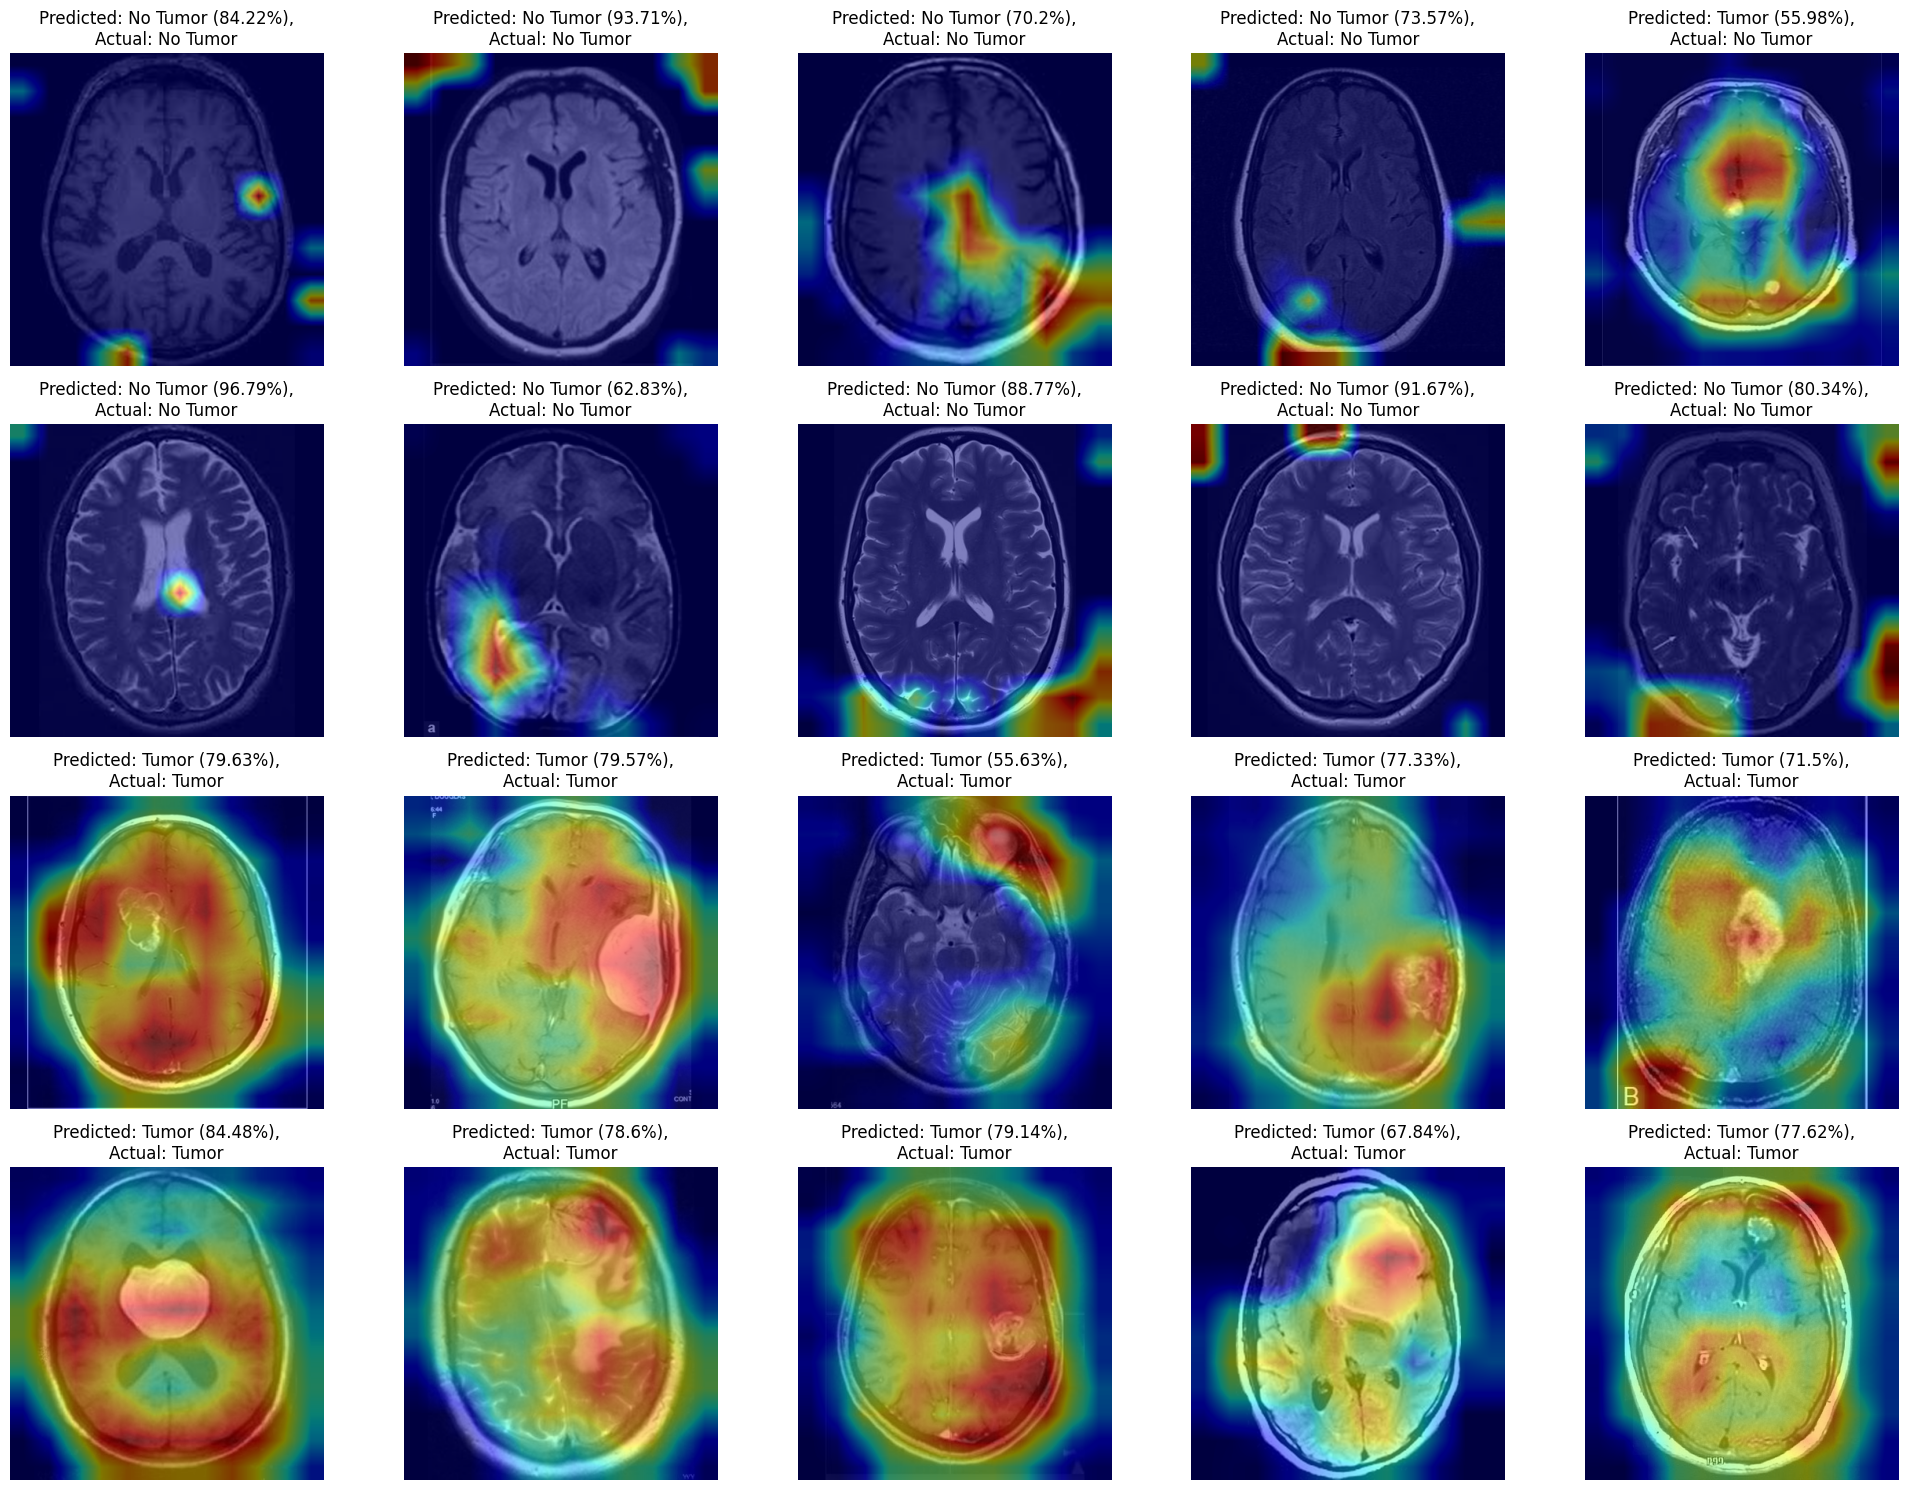 Predicted: No Tumor (84.22%),
Actual: No Tumor
Predicted: No Tumor (93.71%),
Actual: No Tumor
Predicted: No Tumor (70.2%),
Actual: No Tumor
Predicted: No Tumor (73.57%),
Actual: No Tumor
Predicted: Tumor (55.98%),
Actual: No Tumor
Predicted: No Tumor (96.79%),
Actual: No Tumor
Predicted: No Tumor (62.83%),
Actual: No Tumor
a
Predicted: No Tumor (88.77%),
Actual: No Tumor
Predicted: No Tumor (91.67%),
Actual: No Tumor
Predicted: No Tumor (80.34%),
Actual: No Tumor
Predicted: Tumor (79.63%),
Actual: Tumor
Predicted: Tumor (79.57%),
Actual: Tumor
P
PF
CONT
Predicted: Tumor (55.63%),
Actual: Tumor
Predicted: Tumor (77.33%),
Actual: Tumor
Predicted: Tumor (71.5%),
Actual: Tumor
B
Predicted: Tumor (84.48%),
Actual: Tumor
Predicted: Tumor (78.6%),
Actual: Tumor
Predicted: Tumor (79.14%),
Actual: Tumor
Predicted: Tumor (67.84%),
Actual: Tumor
Predicted: Tumor (77.62%),
Actual: Tumor